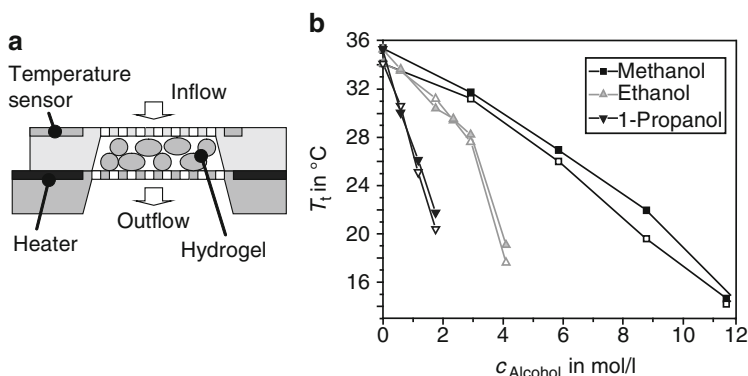 a
Temperature
sensor
Inflow
Outflow
Heater
Hydrogel
b
36
32
28
24
20
16
T_t in °C
Methanol
Ethanol
1-Propanol
0 2 4 6 8 10 12
c_Alcohol in mol/l